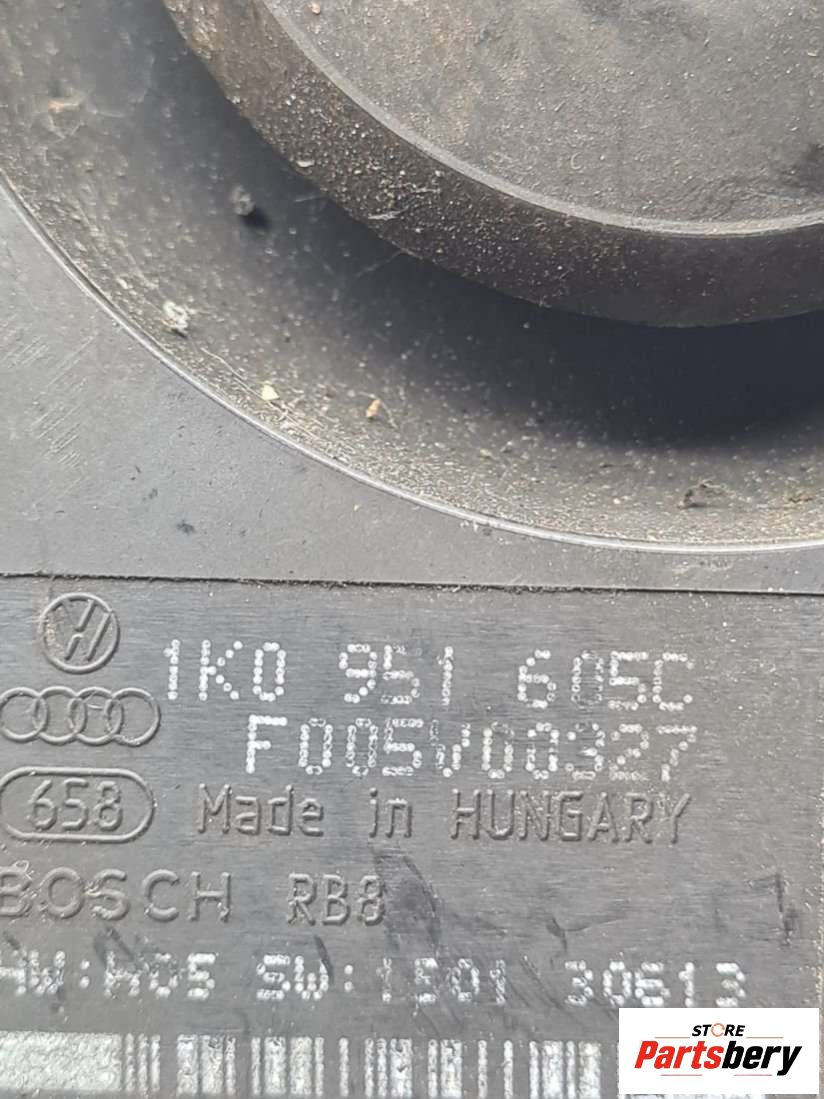 1K0 951 605C
F005V00327
658 Made in HUNGARY
BOSCH RB8
HW:H05 SW:1501 30613
STORE
Partsbery